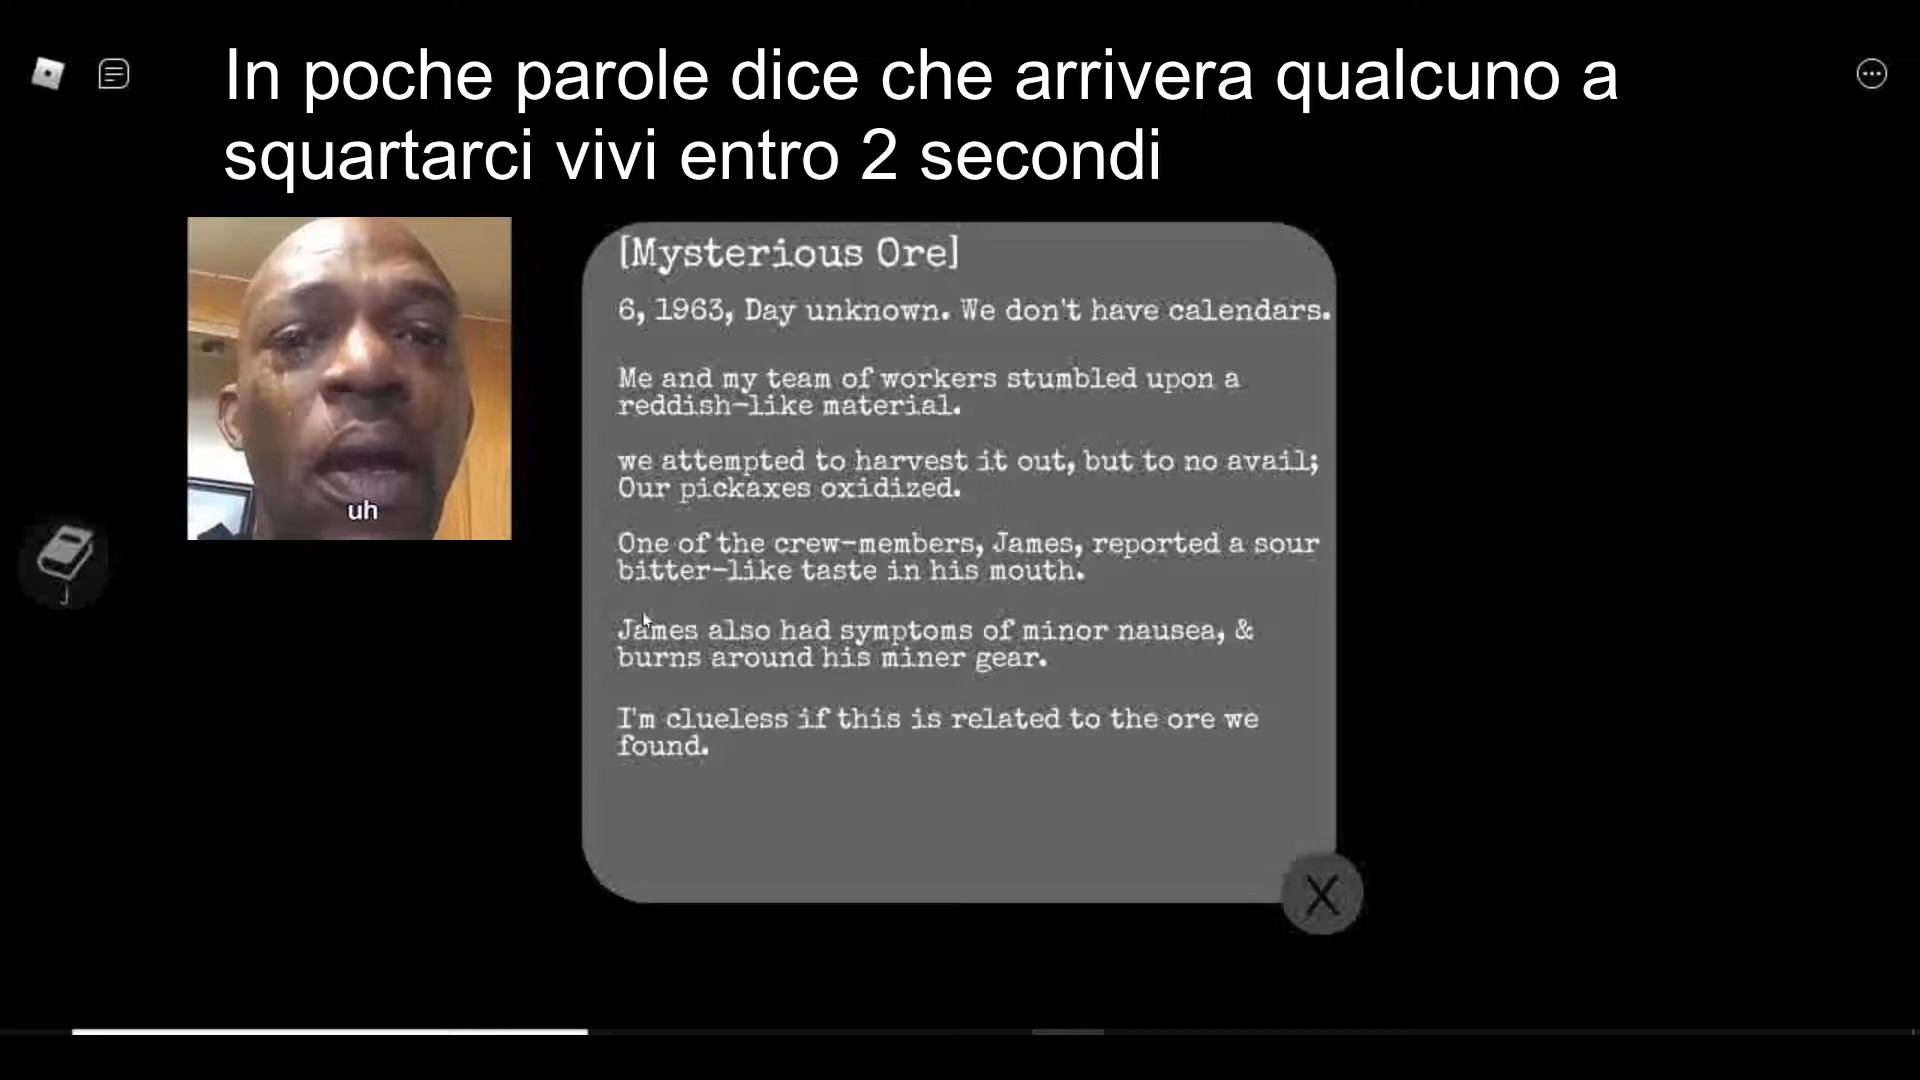 In poche parole dice che arrivera qualcuno a
squartarci vivi entro 2 secondi
uh
[Mysterious Ore]
6, 1963, Day unknown. We don't have calendars.
Me and my team of workers stumbled upon a
reddish-like material.
we attempted to harvest it out, but to no avail;
Our pickaxes oxidized.
One of the crew-members, James, reported a sour
bitter-like taste in his mouth.
James also had symptoms of minor nausea, &
burns around his miner gear.
I'm clueless if this is related to the ore we
found.
X